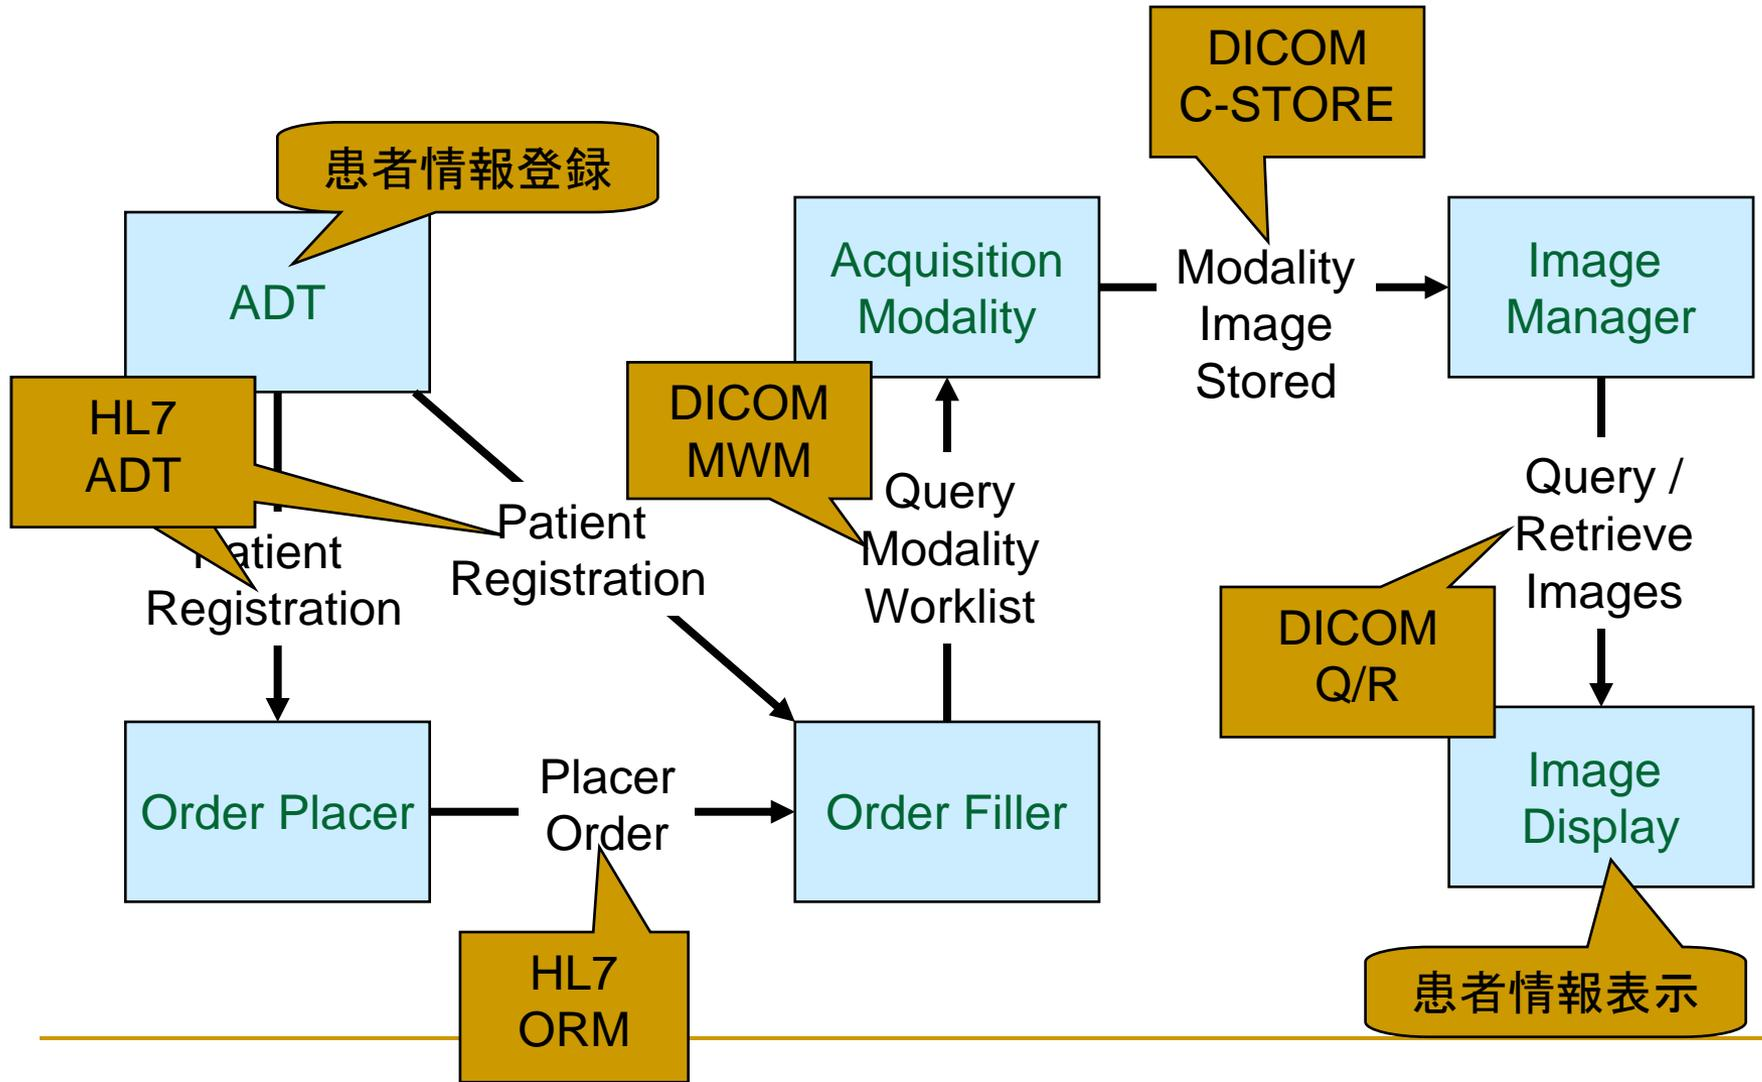 DICOM
C-STORE
患者情報登録
ADT
Acquisition
Modality
Modality
Image
Stored
Image
Manager
HL7
ADT
DICOM
MWM
Patient
Registration
Patient
Registration
Query
Modality
Worklist
Query /
Retrieve
Images
DICOM
Q/R
Order Placer
Placer
Order
Order Filler
Image
Display
HL7
ORM
患者情報表示